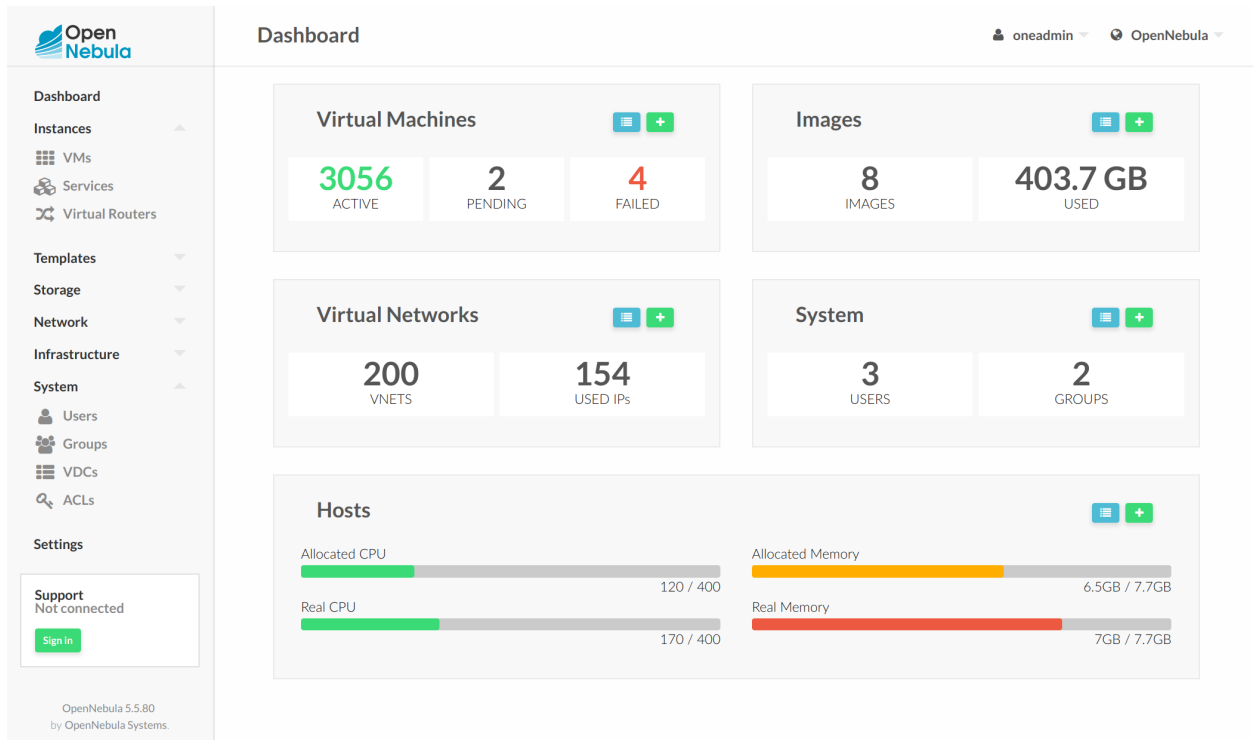 Open
Nebula
Dashboard
oneadmin
OpenNebula
Dashboard
Instances
VMs
Services
Virtual Routers
Templates
Storage
Network
Infrastructure
System
Users
Groups
VDCs
ACLs
Settings
Support
Not connected
Sign in
OpenNebula 5.5.80
by OpenNebula Systems.
Virtual Machines
3056
ACTIVE
2
PENDING
4
FAILED
Images
8
IMAGES
403.7 GB
USED
Virtual Networks
200
VNETS
154
USED IPs
System
3
USERS
2
GROUPS
Hosts
Allocated CPU
120 / 400
Real CPU
170 / 400
Allocated Memory
6.5GB / 7.7GB
Real Memory
7GB / 7.7GB